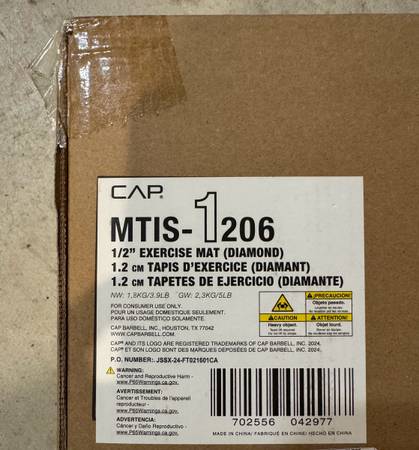 CAP®
MTIS-1206
1/2" EXERCISE MAT (DIAMOND)
1.2 CM TAPIS D'EXERCICE (DIAMANT)
1.2 CM TAPETES DE EJERCICIO (DIAMANTE)
NW: 1,8KG/3.9LB GW: 2,3KG/5LB
FOR CONSUMER USE ONLY.
POUR UN USAGE DOMESTIQUE SEULEMENT.
PARA USO DOMÉSTICO SOLAMENTE.
CAP BARBELL, INC., HOUSTON, TX 77042
WWW.CAPBARBELL.COM
CAP® AND ITS LOGO ARE REGISTERED TRADEMARKS OF CAP BARBELL, INC. 2024.
CAP® ET SON LOGO SONT DES MARQUES DÉPOSÉES DE CAP BARBELL, INC. 2024.
P.O. NUMBER: JSSX-24-FT021601CA
WARNING:
Cancer and Reproductive Harm -
www.P65Warnings.ca.gov.
AVERTISSEMENT:
Cancer et Troubles de l'appareil
reproducteur -
www.P65Warnings.ca.gov.
ADVERTENCIA:
Cáncer y Daño Reproductivo -
www.P65Warnings.ca.gov.
¡PRECAUCIÓN!
Objeto pesado.
CAUTION
Heavy object.
ATTENTION!
Objet lourd.
702556 042977
MADE IN CHINA/ FABRIQUÉ EN CHINE/ HECHO EN CHINA